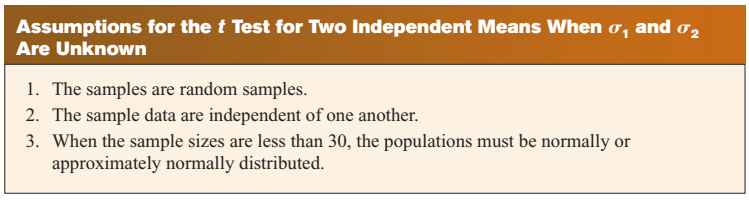 Assumptions for the t Test for Two Independent Means When σ₁ and σ₂
Are Unknown
1. The samples are random samples.
2. The sample data are independent of one another.
3. When the sample sizes are less than 30, the populations must be normally or
approximately normally distributed.